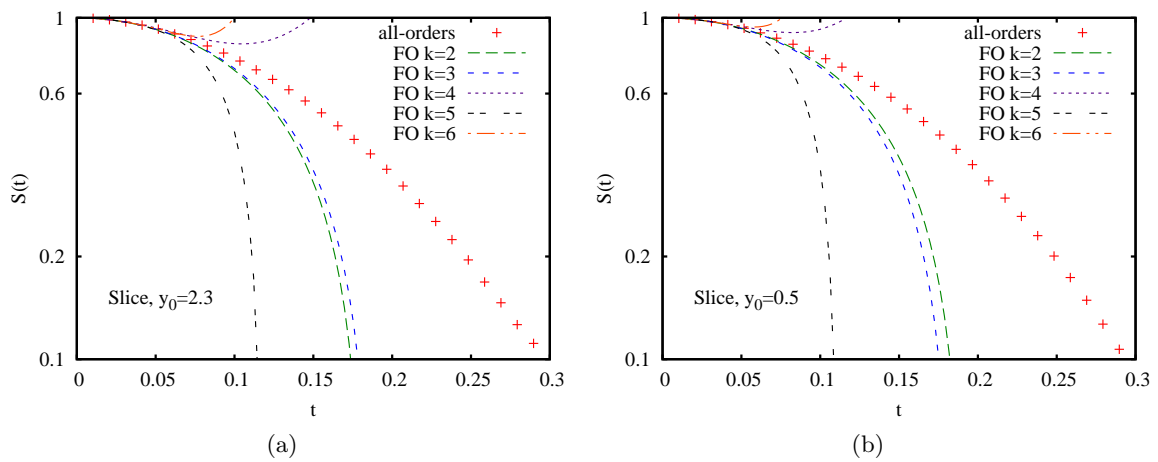 1
0.6
0.2
0.1
S(t)
all-orders
FO k=2
FO k=3
FO k=4
FO k=5
FO k=6
Slice, y0=2.3
0 0.05 0.1 0.15 0.2 0.25 0.3
t
(a)
1
0.6
0.2
0.1
S(t)
all-orders
FO k=2
FO k=3
FO k=4
FO k=5
FO k=6
Slice, y0=0.5
0 0.05 0.1 0.15 0.2 0.25 0.3
t
(b)